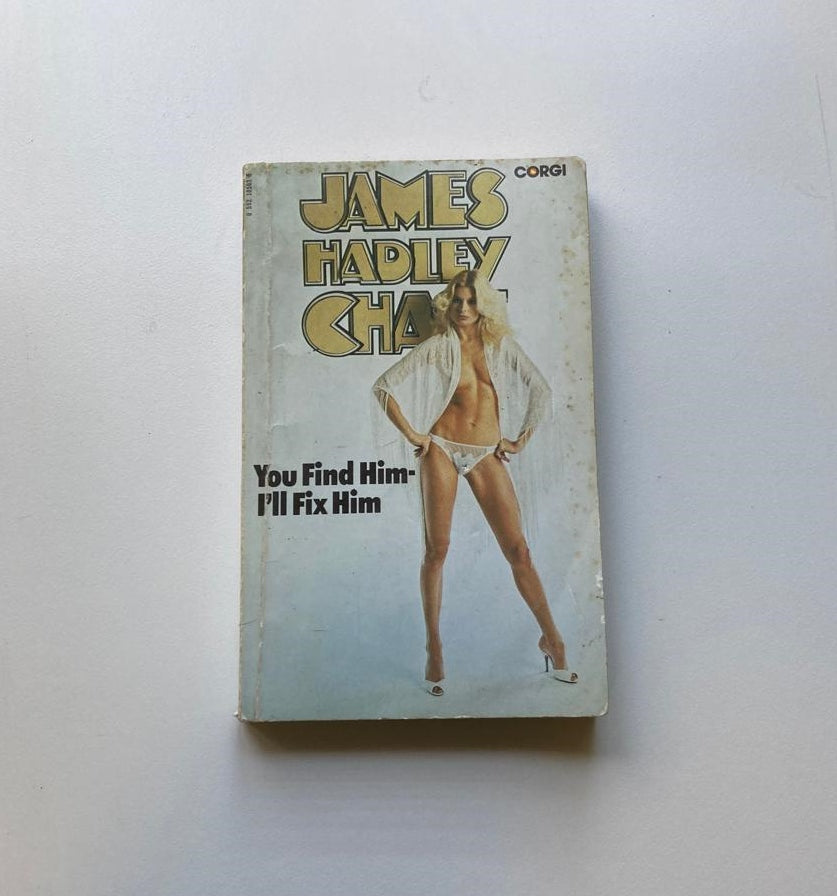 JAMES
HADLEY
CHA
CORGI
You Find Him-
I'll Fix Him